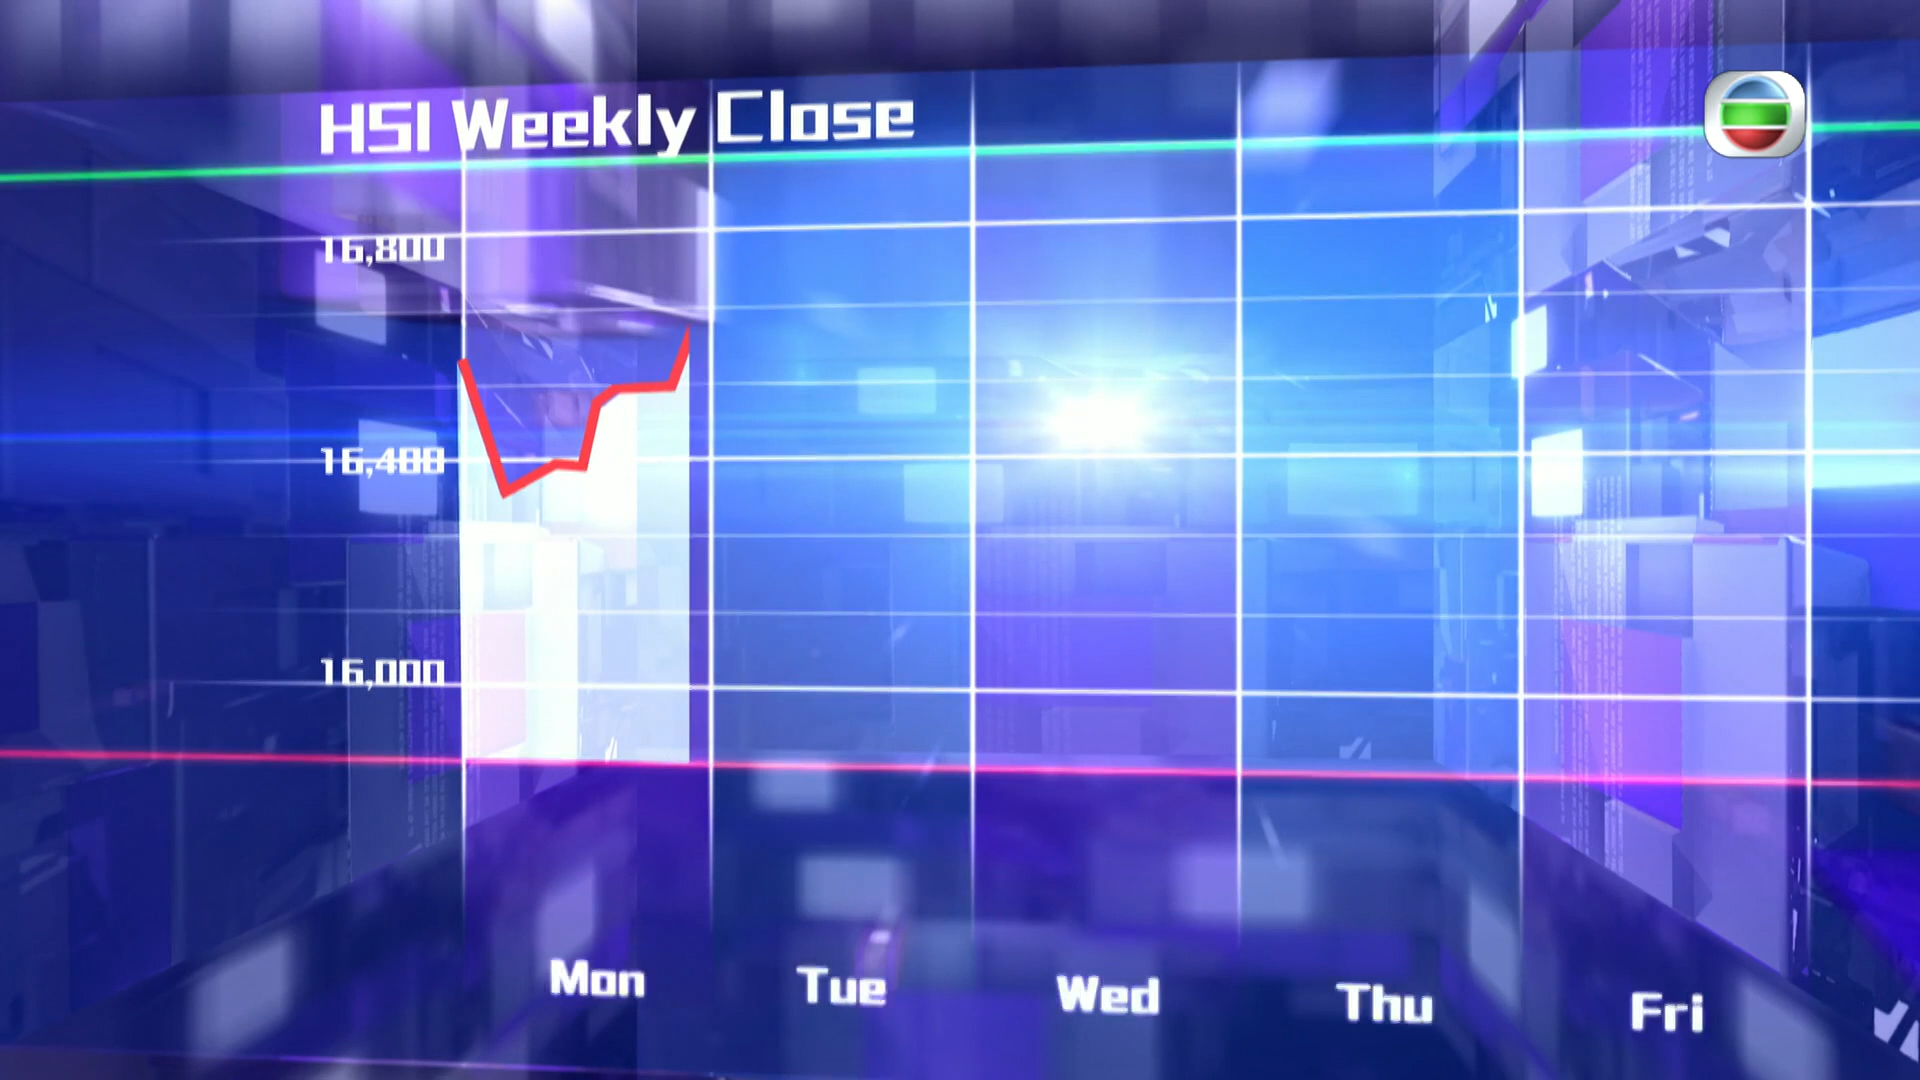 HSI Weekly Close
16,800
16,400
16,000
Mon Tue Wed Thu Fri